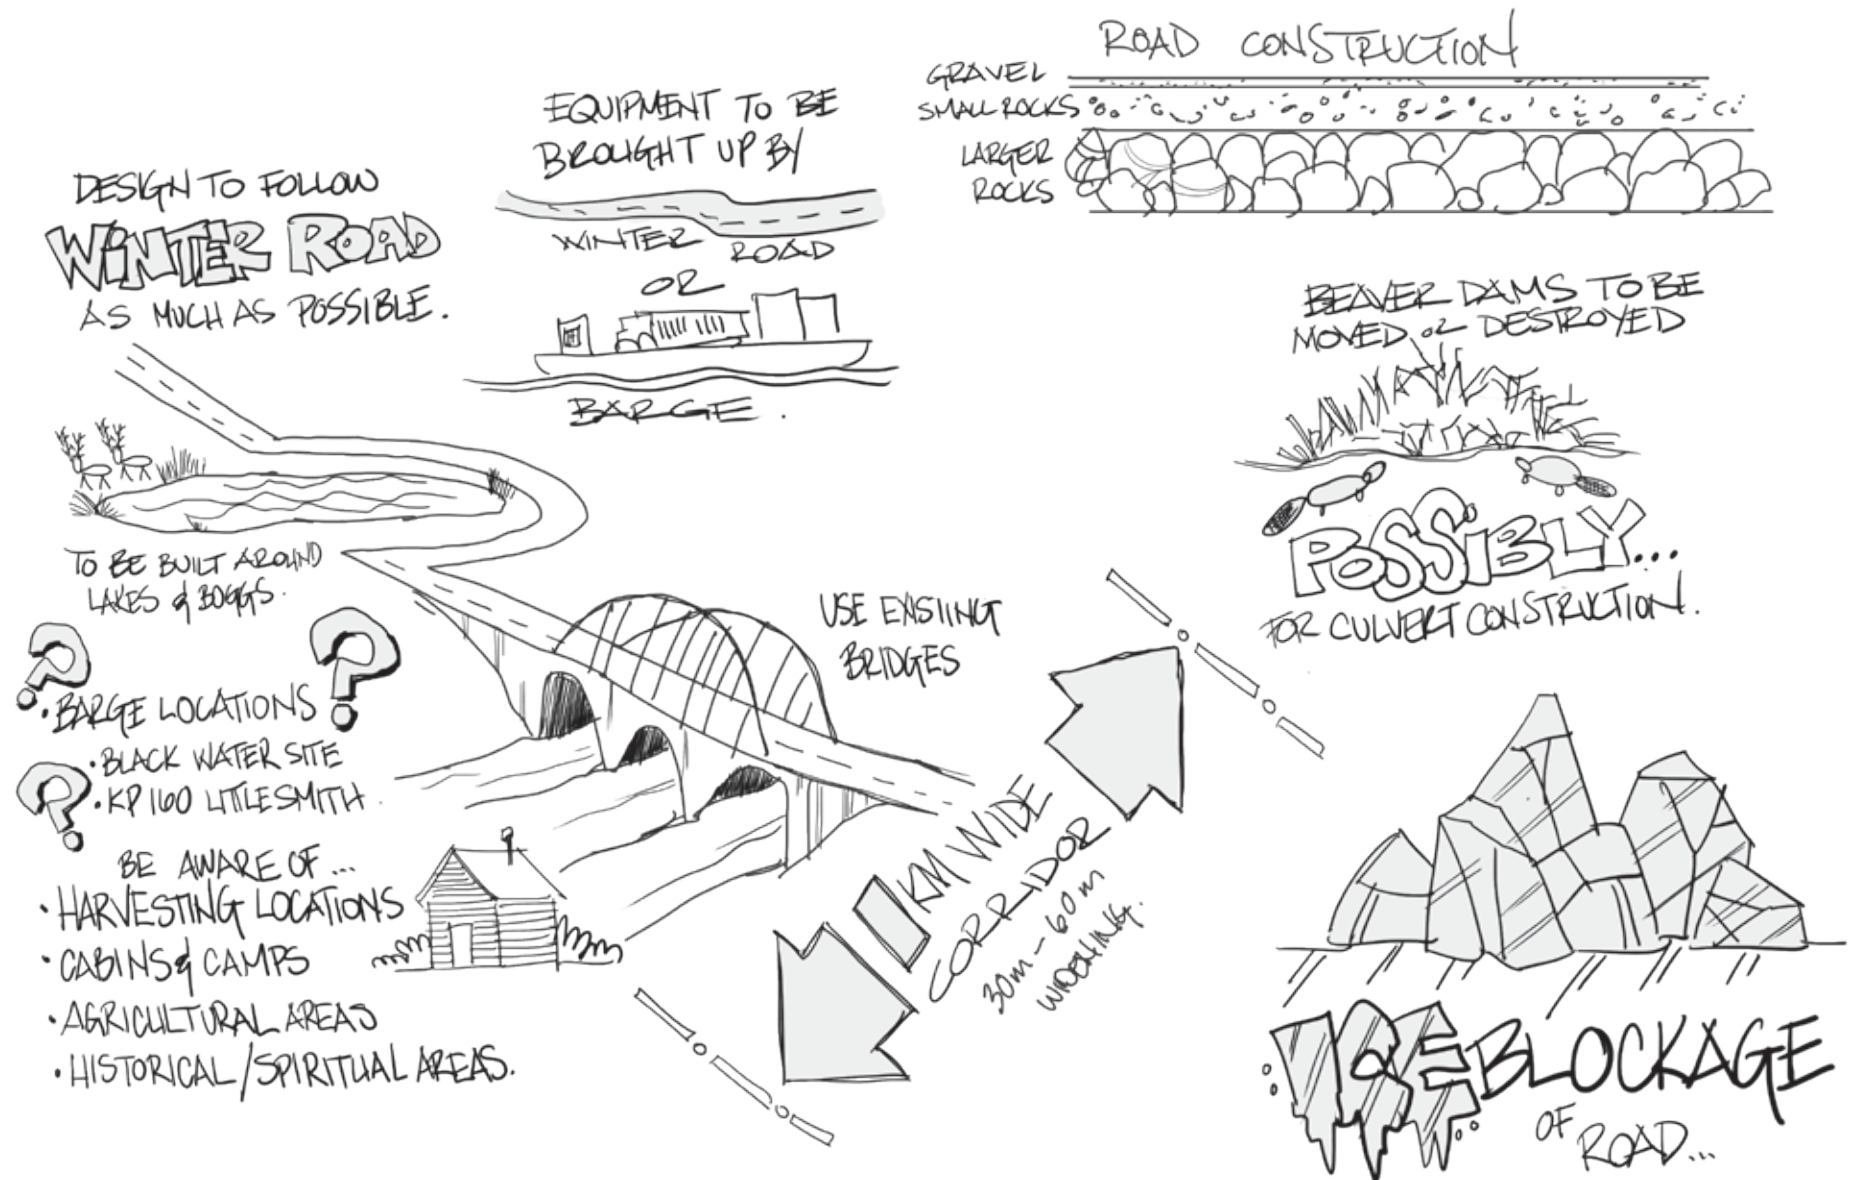 DESIGN TO FOLLOW
WINTER ROAD
AS MUCH AS POSSIBLE.
EQUIPMENT TO BE
BROUGHT UP BY
WINTER ROAD
OR
BARGE.
ROAD CONSTRUCTION
GRAVEL
SMALL ROCKS
LARGER
ROCKS
BEAVER DAMS TO BE
MOVED OR DESTROYED
POSSIBLY...
FOR CULVERT CONSTRUCTION.
TO BE BUILT AROUND
LAKES & BOGGS.
USE EXISTING
BRIDGES
? ? ?
• BARGE LOCATIONS
• BLACK WATER SITE
• KP 160 LITTLE SMITH
BE AWARE OF...
• HARVESTING LOCATIONS
• CABINS & CAMPS
• AGRICULTURAL AREAS
• HISTORICAL/SPIRITUAL AREAS.
1 KM WIDE
CORRIDOR
30m - 60m
WIDENING.
ICE BLOCKAGE
OF
ROAD...